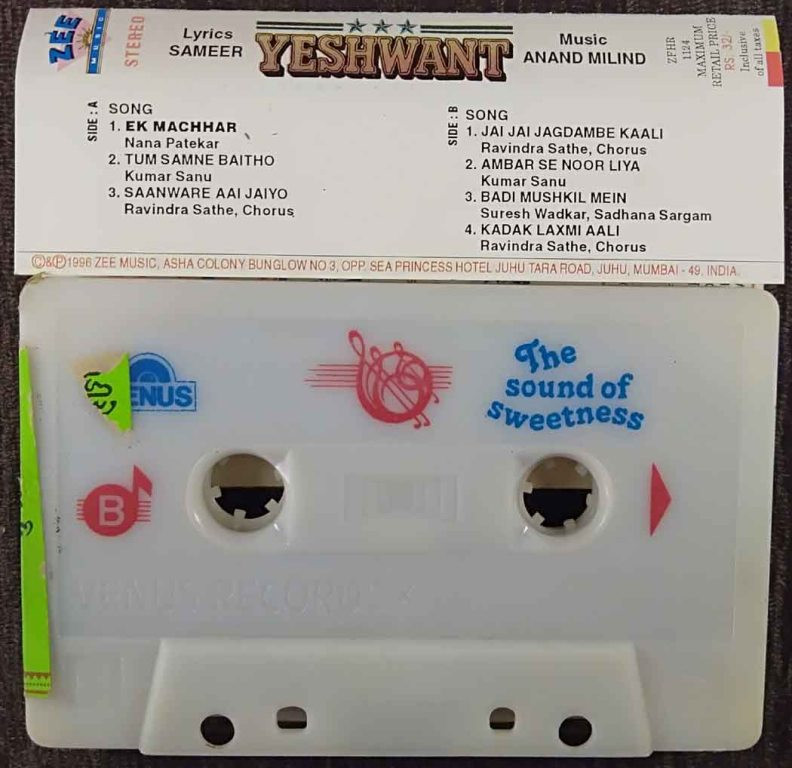 ZEE
MUSIC
STEREO
Lyrics
SAMEER
YESHWANT
Music
ANAND MILIND
ZFHR
1124
MAXIMUM
RETAIL PRICE
RS 32/-
Inclusive
of all taxes
SIDE : A
SONG
1. EK MACHHAR
Nana Patekar
2. TUM SAMNE BAITHO
Kumar Sanu
3. SAANWARE AAI JAIYO
Ravindra Sathe, Chorus
SIDE : B
SONG
1. JAI JAI JAGDAMBE KAALI
Ravindra Sathe, Chorus
2. AMBAR SE NOOR LIYA
Kumar Sanu
3. BADI MUSHKIL MEIN
Suresh Wadkar, Sadhana Sargam
4. KADAK LAXMI AALI
Ravindra Sathe, Chorus
©&℗1996 ZEE MUSIC, ASHA COLONY BUNGLOW NO 3, OPP. SEA PRINCESS HOTEL JUHU TARA ROAD, JUHU, MUMBAI - 49, INDIA.
ENUS
The
sound of
sweetness
B
VENUS RECORDS